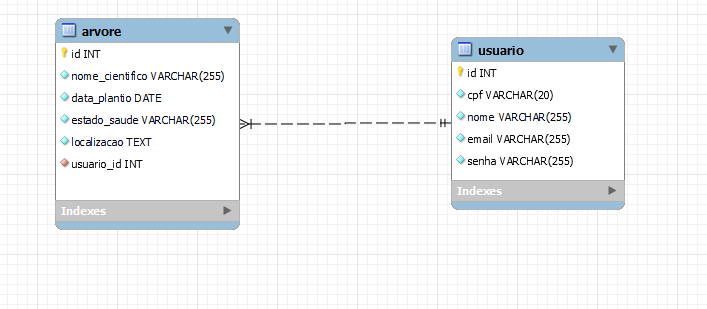 arvore
id INT
nome_cientifico VARCHAR(255)
data_plantio DATE
estado_saude VARCHAR(255)
localizacao TEXT
usuario_id INT
Indexes
usuario
id INT
cpf VARCHAR(20)
nome VARCHAR(255)
email VARCHAR(255)
senha VARCHAR(255)
Indexes